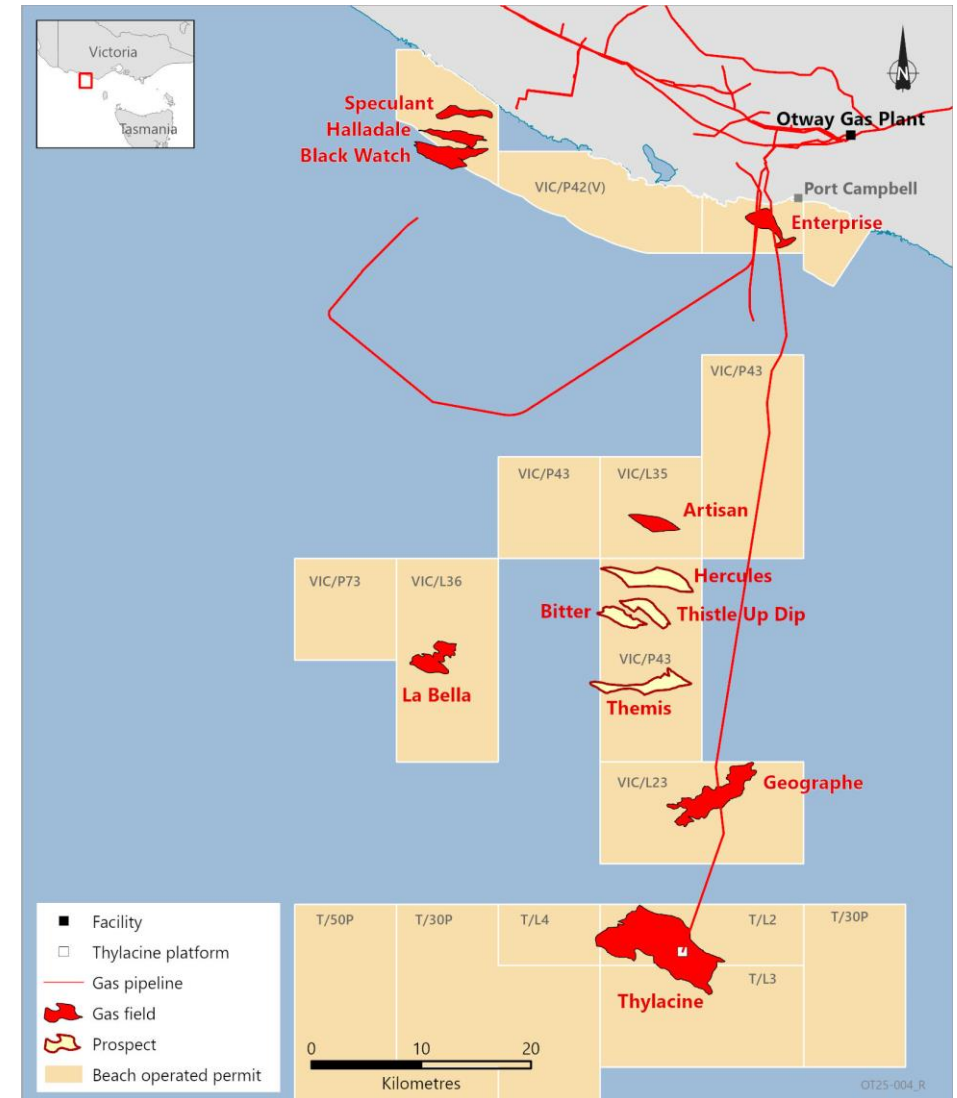 Victoria
Tasmania
N
Speculant
Halladale
Black Watch
Otway Gas Plant
VIC/P42(V)
Port Campbell
Enterprise
VIC/P43
VIC/P43
VIC/L35
Artisan
VIC/P73
VIC/L36
Hercules
Bitter
Thistle Up Dip
VIC/P43
La Bella
Themis
VIC/L23
Geographe
T/50P
T/30P
T/L4
T/L2
T/30P
T/L3
Thylacine
Facility
Thylacine platform
Gas pipeline
Gas field
Prospect
Beach operated permit
0 10 20
Kilometres
OT25-004_R